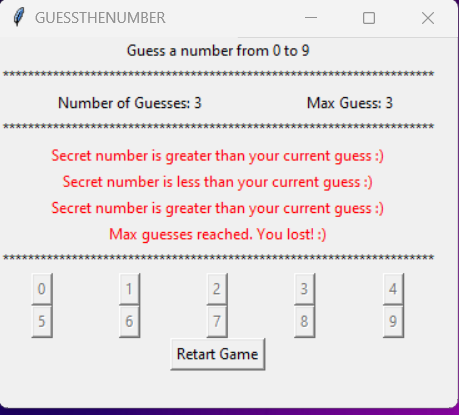 GUESSTHENUMBER
Guess a number from 0 to 9
**********************************************************************
Number of Guesses: 3 Max Guess: 3
**********************************************************************
Secret number is greater than your current guess :)
Secret number is less than your current guess :)
Secret number is greater than your current guess :)
Max guesses reached. You lost! :)
**********************************************************************
0 1 2 3 4
5 6 7 8 9
Retart Game